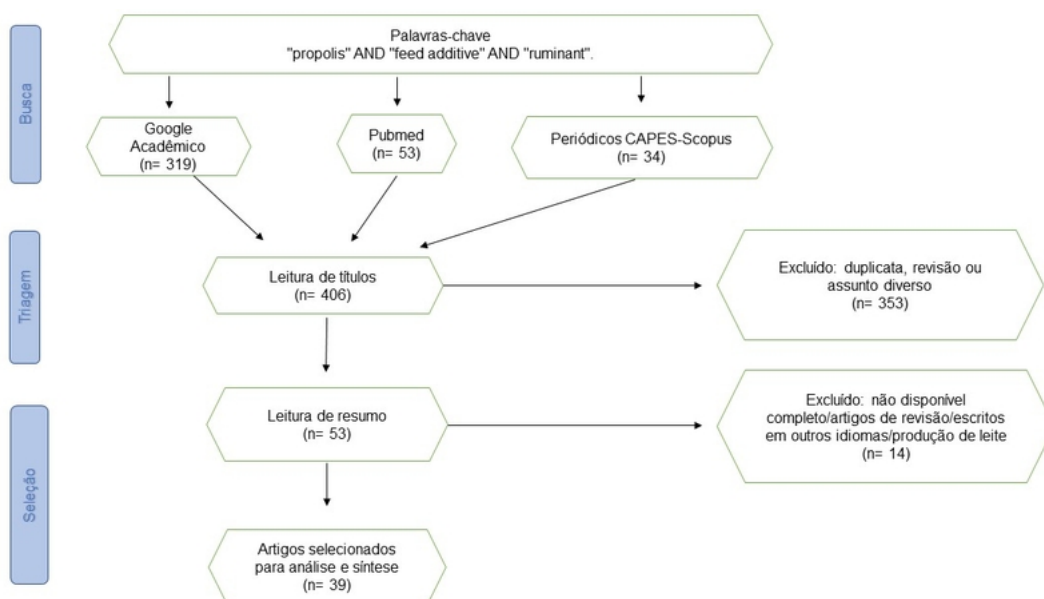 Busca
Palavras-chave
"propolis" AND "feed additive" AND "ruminant".
Google
Acadêmico
(n= 319)
Pubmed
(n= 53)
Periódicos CAPES-Scopus
(n= 34)
Triagem
Leitura de títulos
(n= 406)
Excluído: duplicata, revisão ou
assunto diverso
(n= 353)
Seleção
Leitura de resumo
(n= 53)
Excluído: não disponível
completo/artigos de revisão/escritos
em outros idiomas/produção de leite
(n= 14)
Artigos selecionados
para análise e síntese
(n= 39)